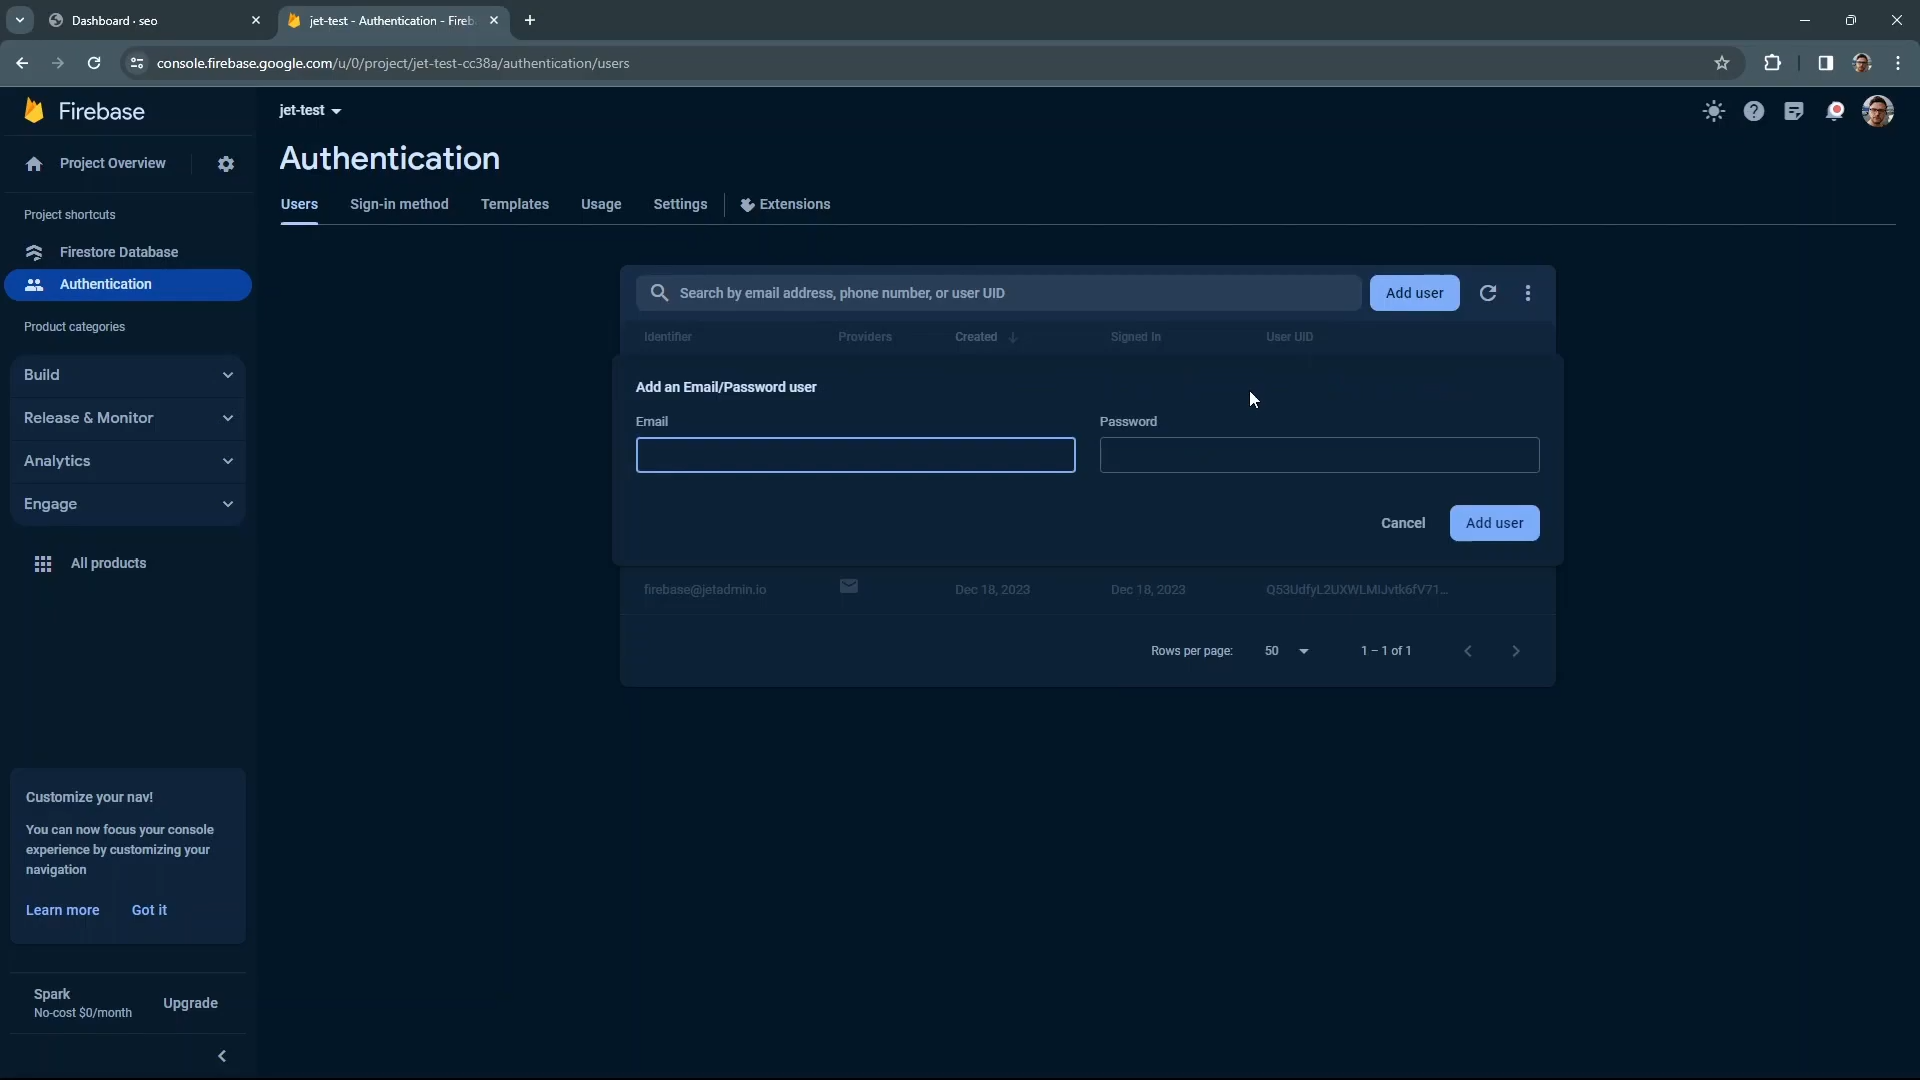 Dashboard · seo
jet-test - Authentication - Fireb
console.firebase.google.com/u/0/project/jet-test-cc38a/authentication/users
Firebase
jet-test
Project Overview
Authentication
Users
Sign-in method
Templates
Usage
Settings
Extensions
Project shortcuts
Firestore Database
Authentication
Product categories
Build
Release & Monitor
Analytics
Engage
All products
Search by email address, phone number, or user UID
Add user
Identifier
Providers
Created
Signed In
User UID
Add an Email/Password user
Email
Password
Cancel
Add user
firebase@jetadmin.io
Dec 18, 2023
Dec 18, 2023
Rows per page:
50
1 – 1 of 1
Customize your nav!
You can now focus your console
experience by customizing your
navigation
Learn more
Got it
Spark
No-cost $0/month
Upgrade